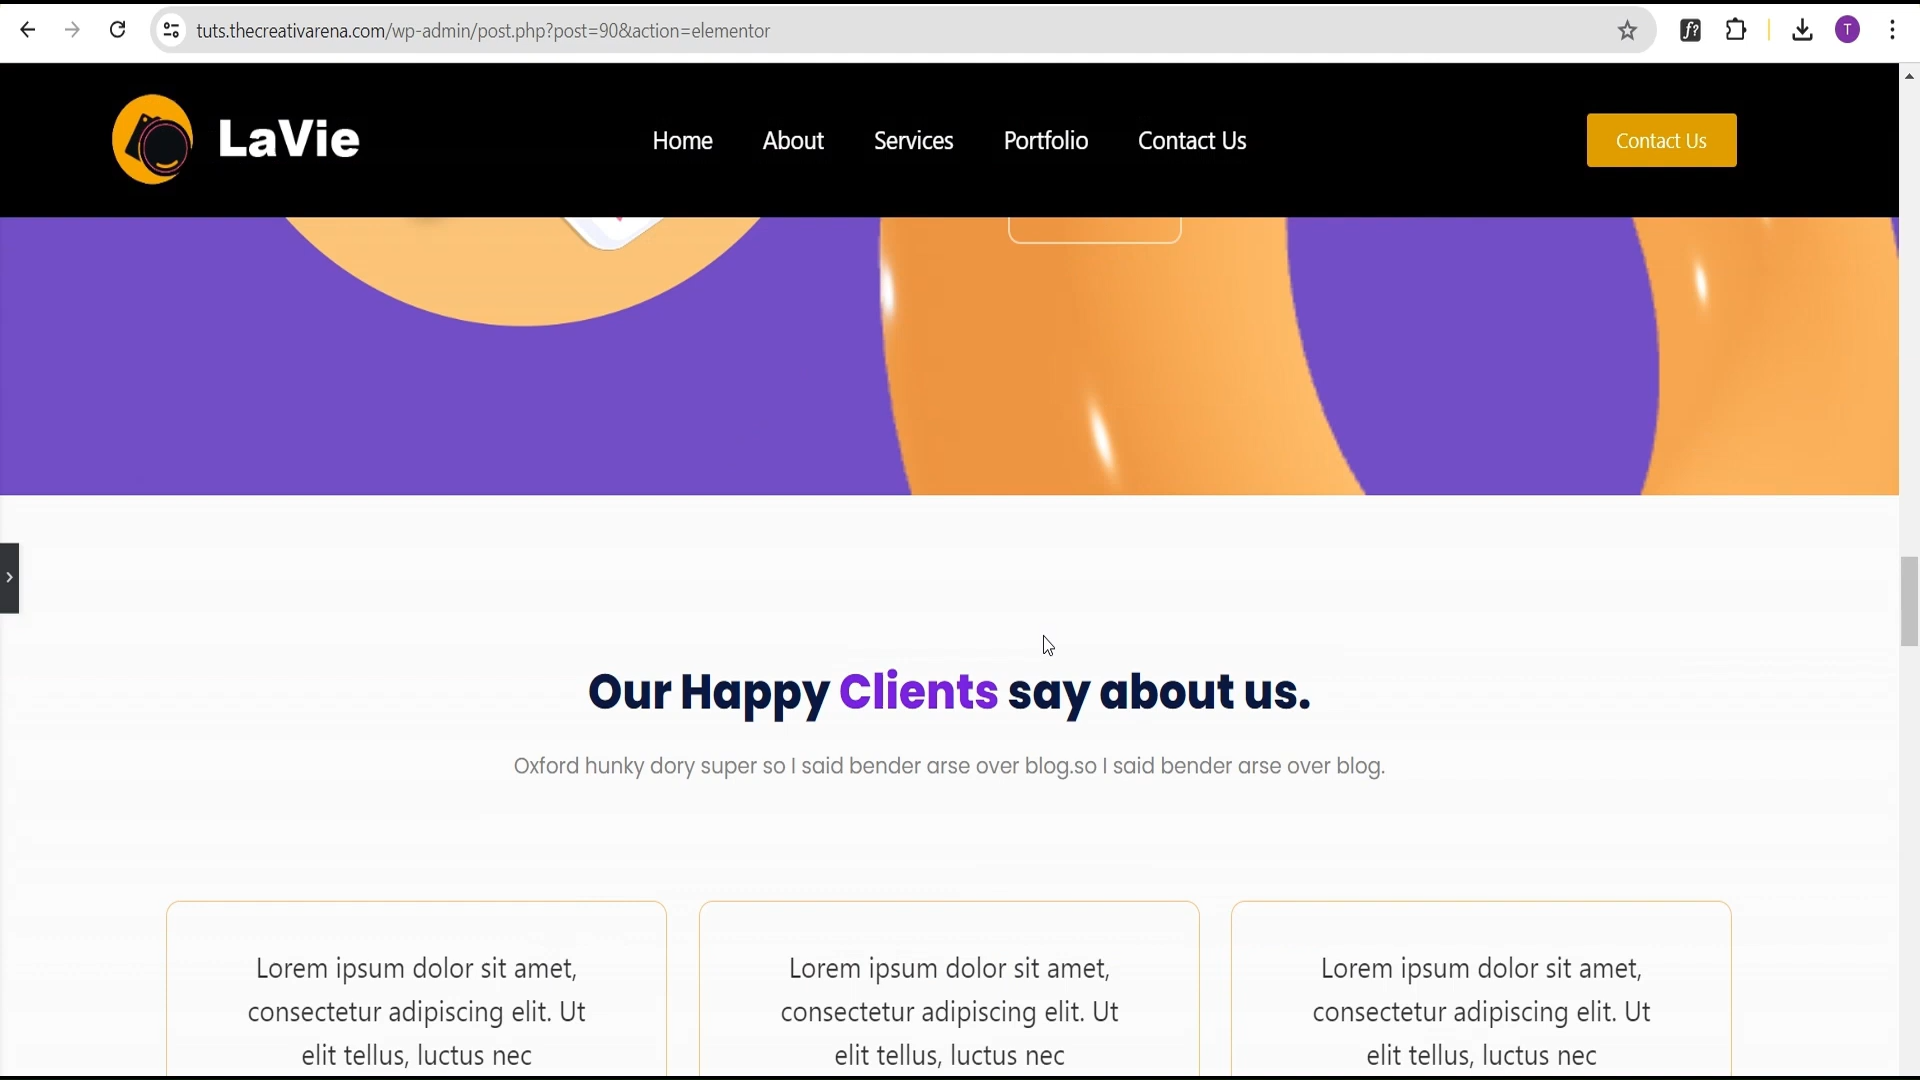 tuts.thecreativarena.com/wp-admin/post.php?post=90&action=elementor
f?
T
LaVie
Home About Services Portfolio Contact Us
Contact Us
Our Happy Clients say about us.
Oxford hunky dory super so I said bender arse over blog.so I said bender arse over blog.
Lorem ipsum dolor sit amet,
consectetur adipiscing elit. Ut
elit tellus, luctus nec
Lorem ipsum dolor sit amet,
consectetur adipiscing elit. Ut
elit tellus, luctus nec
Lorem ipsum dolor sit amet,
consectetur adipiscing elit. Ut
elit tellus, luctus nec